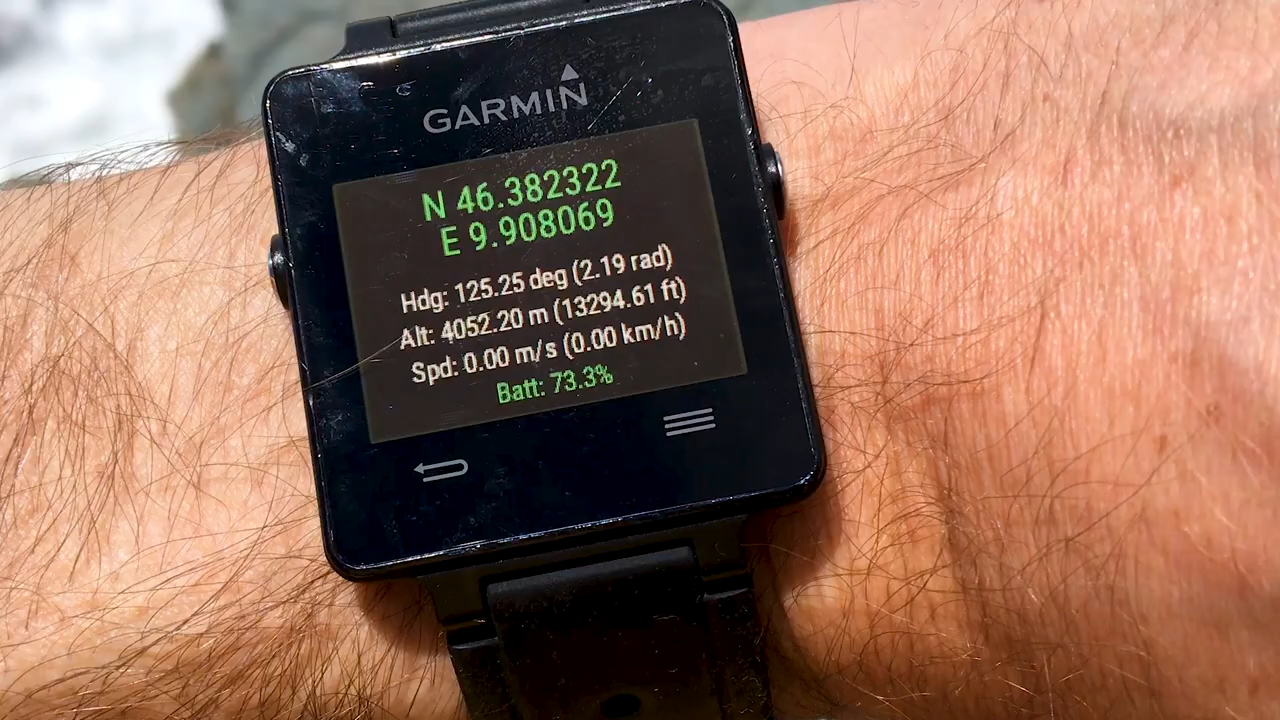 GARMIN
N 46.382322
E 9.908069
Hdg: 125.25 deg (2.19 rad)
Alt: 4052.20 m (13294.61 ft)
Spd: 0.00 m/s (0.00 km/h)
Batt: 73.3%